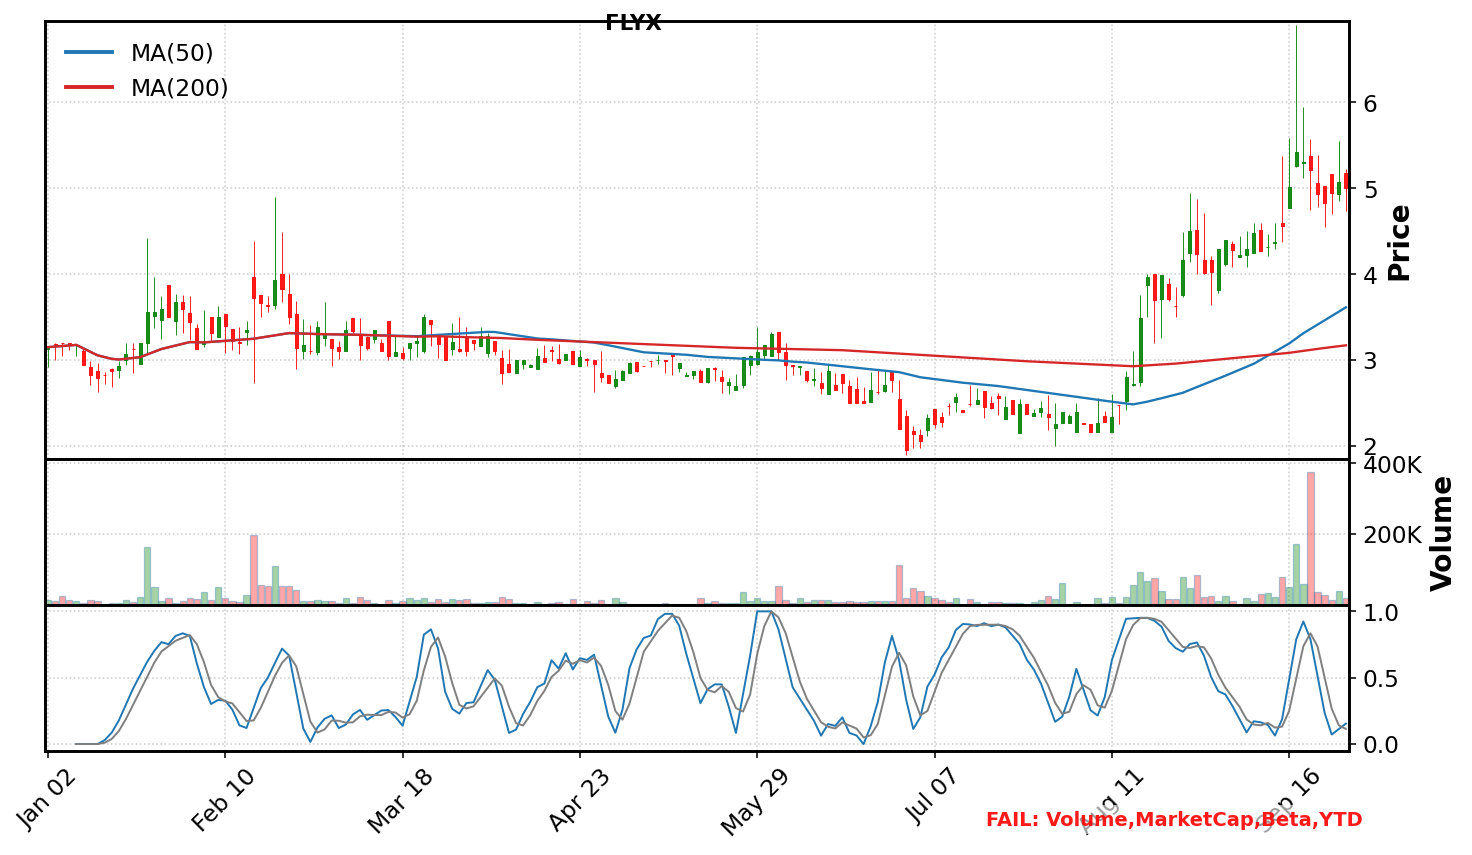 FLYX
MA(50)
MA(200)
6
5
4
3
2
Price
400K
200K
Volume
1.0
0.5
0.0
Jan 02
Feb 10
Mar 18
Apr 23
May 29
Jul 07
Aug 11
Sep 16
FAIL: Volume,MarketCap,Beta,YTD